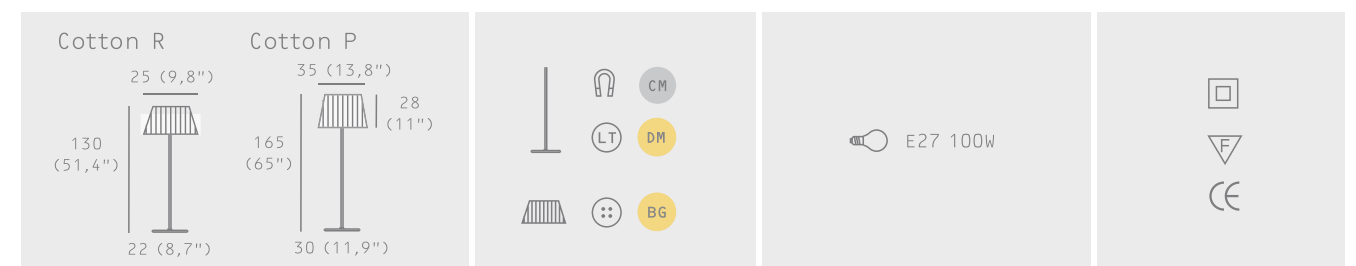 Cotton R
25 (9,8")
130
(51,4")
22 (8,7")
Cotton P
35 (13,8")
28
(11")
165
(65")
30 (11,9")
CM
LT
DM
BG
E27 100W
F
CE